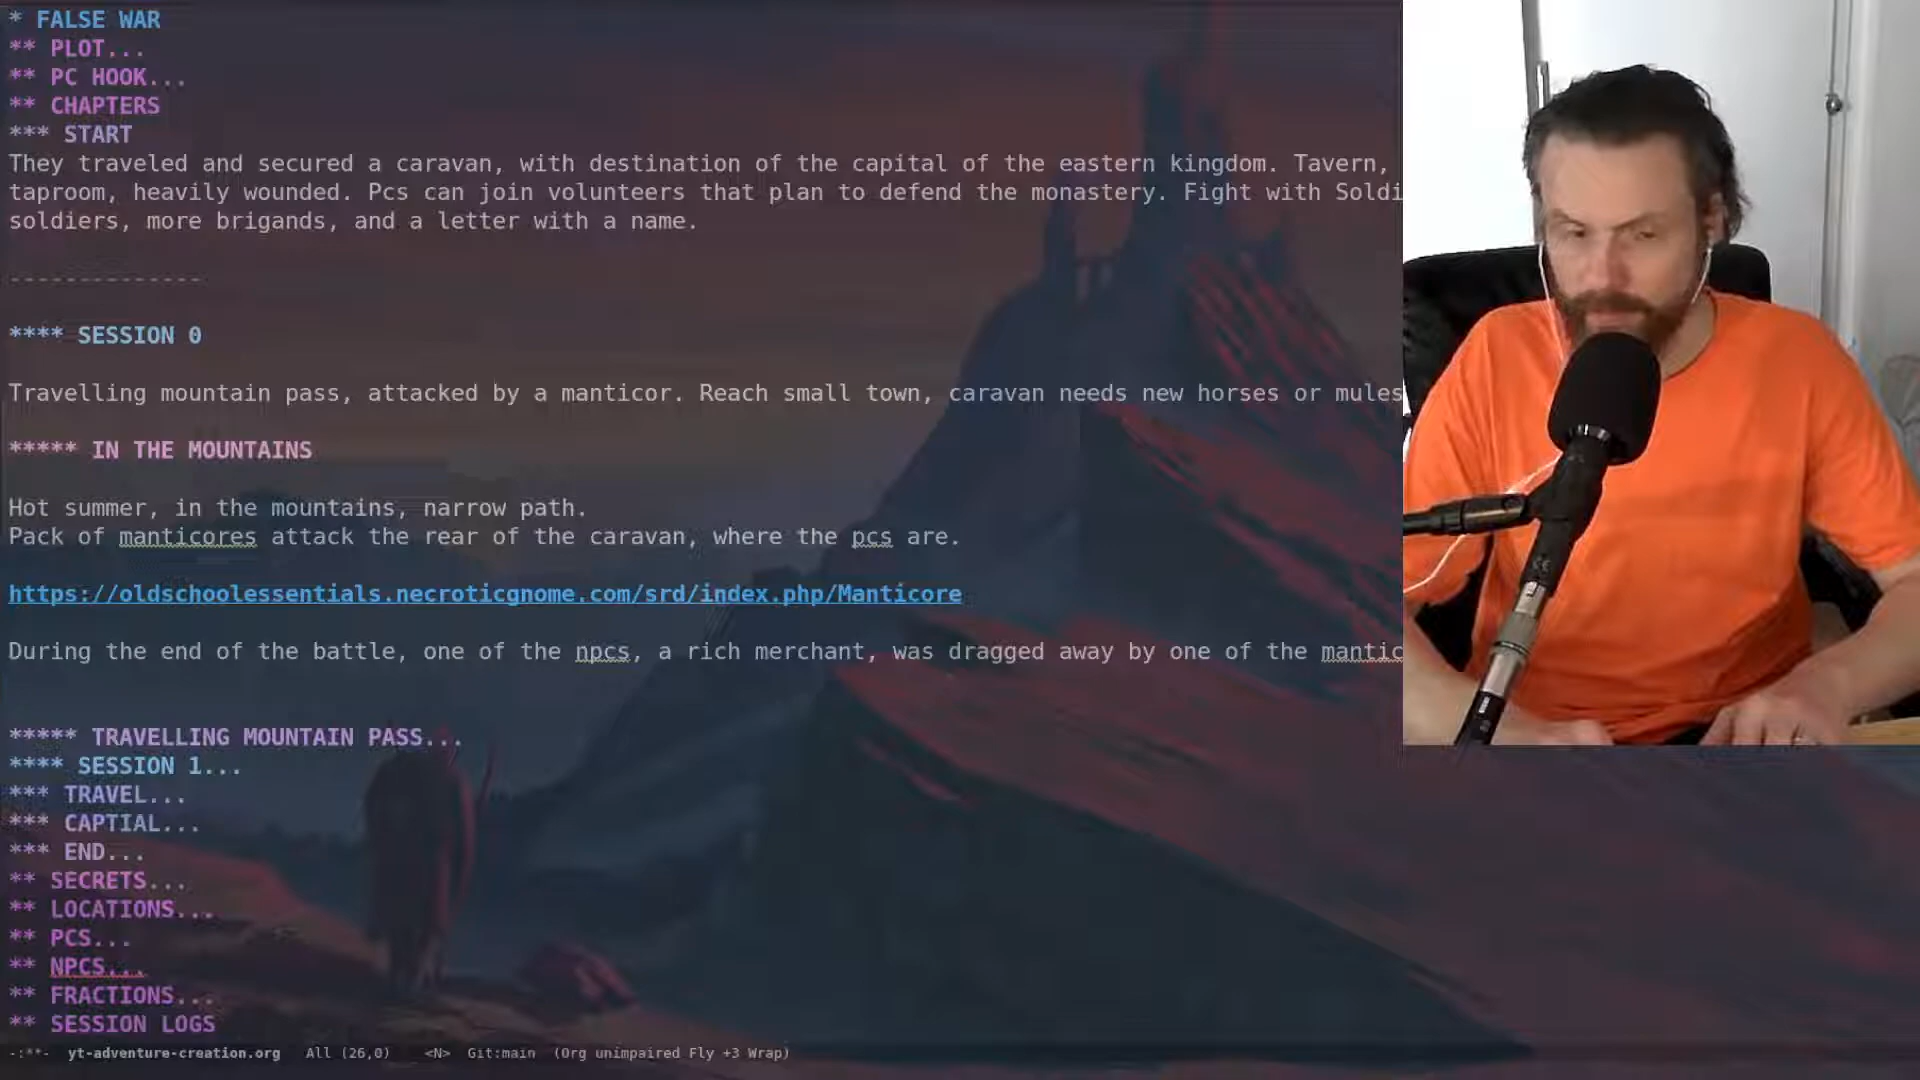 * FALSE WAR
** PLOT...
** PC HOOK...
** CHAPTERS
*** START
They traveled and secured a caravan, with destination of the capital of the eastern kingdom. Tavern,
taproom, heavily wounded. Pcs can join volunteers that plan to defend the monastery. Fight with Soldi
soldiers, more brigands, and a letter with a name.
--------------
**** SESSION 0
Travelling mountain pass, attacked by a manticor. Reach small town, caravan needs new horses or mules
***** IN THE MOUNTAINS
Hot summer, in the mountains, narrow path.
Pack of manticores attack the rear of the caravan, where the pcs are.
https://oldschoolessentials.necroticgnome.com/srd/index.php/Manticore
During the end of the battle, one of the npcs, a rich merchant, was dragged away by one of the mantic
***** TRAVELLING MOUNTAIN PASS...
**** SESSION 1...
*** TRAVEL...
*** CAPTIAL...
*** END...
** SECRETS...
** LOCATIONS...
** PCS...
** NPCS...
** FRACTIONS...
** SESSION LOGS
-:**-  yt-adventure-creation.org   All (26,0)   <N>  Git:main  (Org unimpaired Fly +3 Wrap)